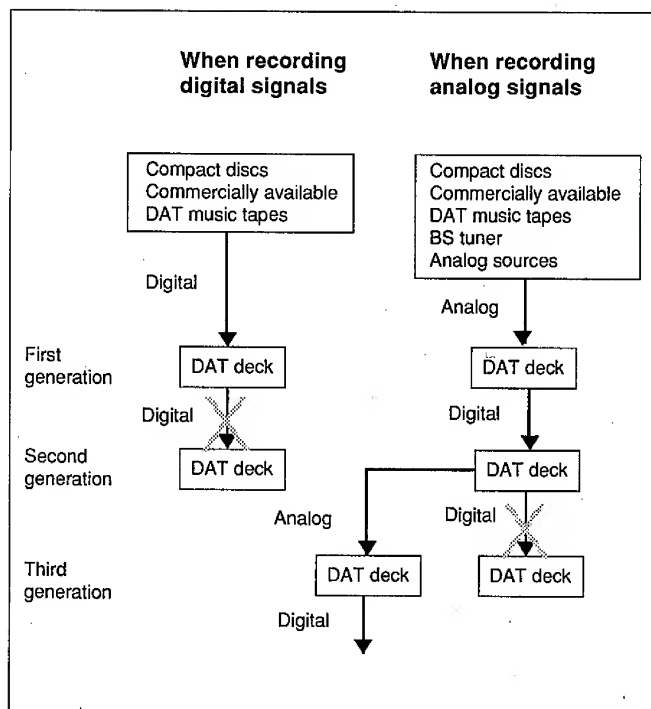 When recording
digital signals
When recording
analog signals
Compact discs
Commercially available
DAT music tapes
Compact discs
Commercially available
DAT music tapes
BS tuner
Analog sources
Digital
Analog
First
generation
DAT deck
DAT deck
Digital
Digital
Second
generation
DAT deck
DAT deck
Analog
Digital
Third
generation
DAT deck
DAT deck
Digital